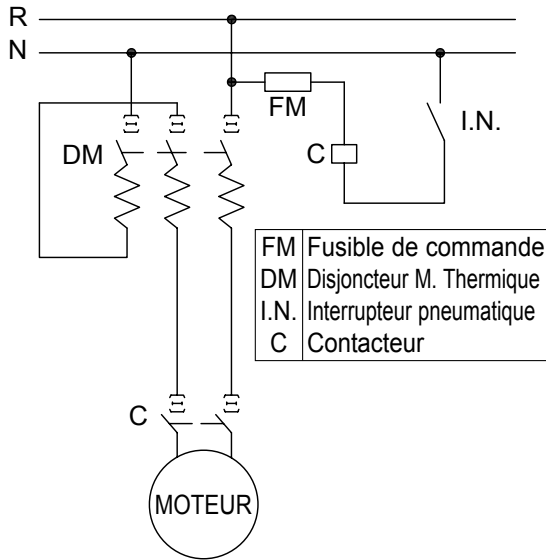 R
N
FM
I.N.
DM
C
FM Fusible de commande
DM Disjoncteur M. Thermique
I.N. Interrupteur pneumatique
C Contacteur
C
MOTEUR